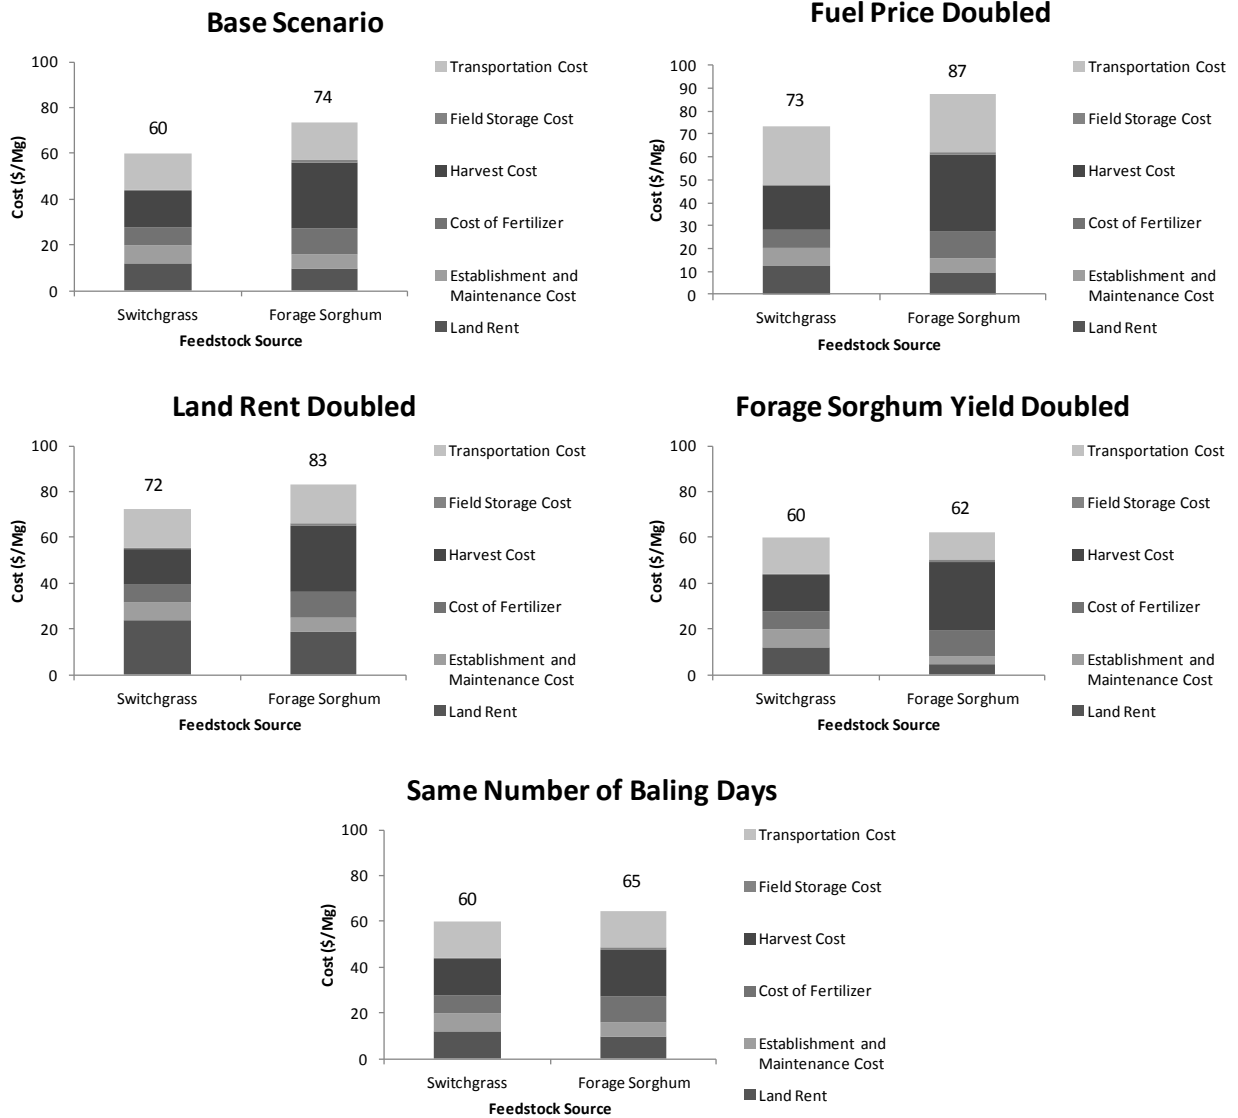 Base Scenario
100
80
60
40
20
0
Cost ($/Mg)
60
74
Switchgrass
Forage Sorghum
Feedstock Source
Transportation Cost
Field Storage Cost
Harvest Cost
Cost of Fertilizer
Establishment and
Maintenance Cost
Land Rent
Fuel Price Doubled
100
90
80
70
60
50
40
30
20
10
0
Cost ($/Mg)
73
87
Switchgrass
Forage Sorghum
Feedstock Source
Transportation Cost
Field Storage Cost
Harvest Cost
Cost of Fertilizer
Establishment and
Maintenance Cost
Land Rent
Land Rent Doubled
100
80
60
40
20
0
Cost ($/Mg)
72
83
Switchgrass
Forage Sorghum
Feedstock Source
Transportation Cost
Field Storage Cost
Harvest Cost
Cost of Fertilizer
Establishment and
Maintenance Cost
Land Rent
Forage Sorghum Yield Doubled
100
80
60
40
20
0
Cost ($/Mg)
60
62
Switchgrass
Forage Sorghum
Feedstock Source
Transportation Cost
Field Storage Cost
Harvest Cost
Cost of Fertilizer
Establishment and
Maintenance Cost
Land Rent
Same Number of Baling Days
100
80
60
40
20
0
Cost ($/Mg)
60
65
Switchgrass
Forage Sorghum
Feedstock Source
Transportation Cost
Field Storage Cost
Harvest Cost
Cost of Fertilizer
Establishment and
Maintenance Cost
Land Rent